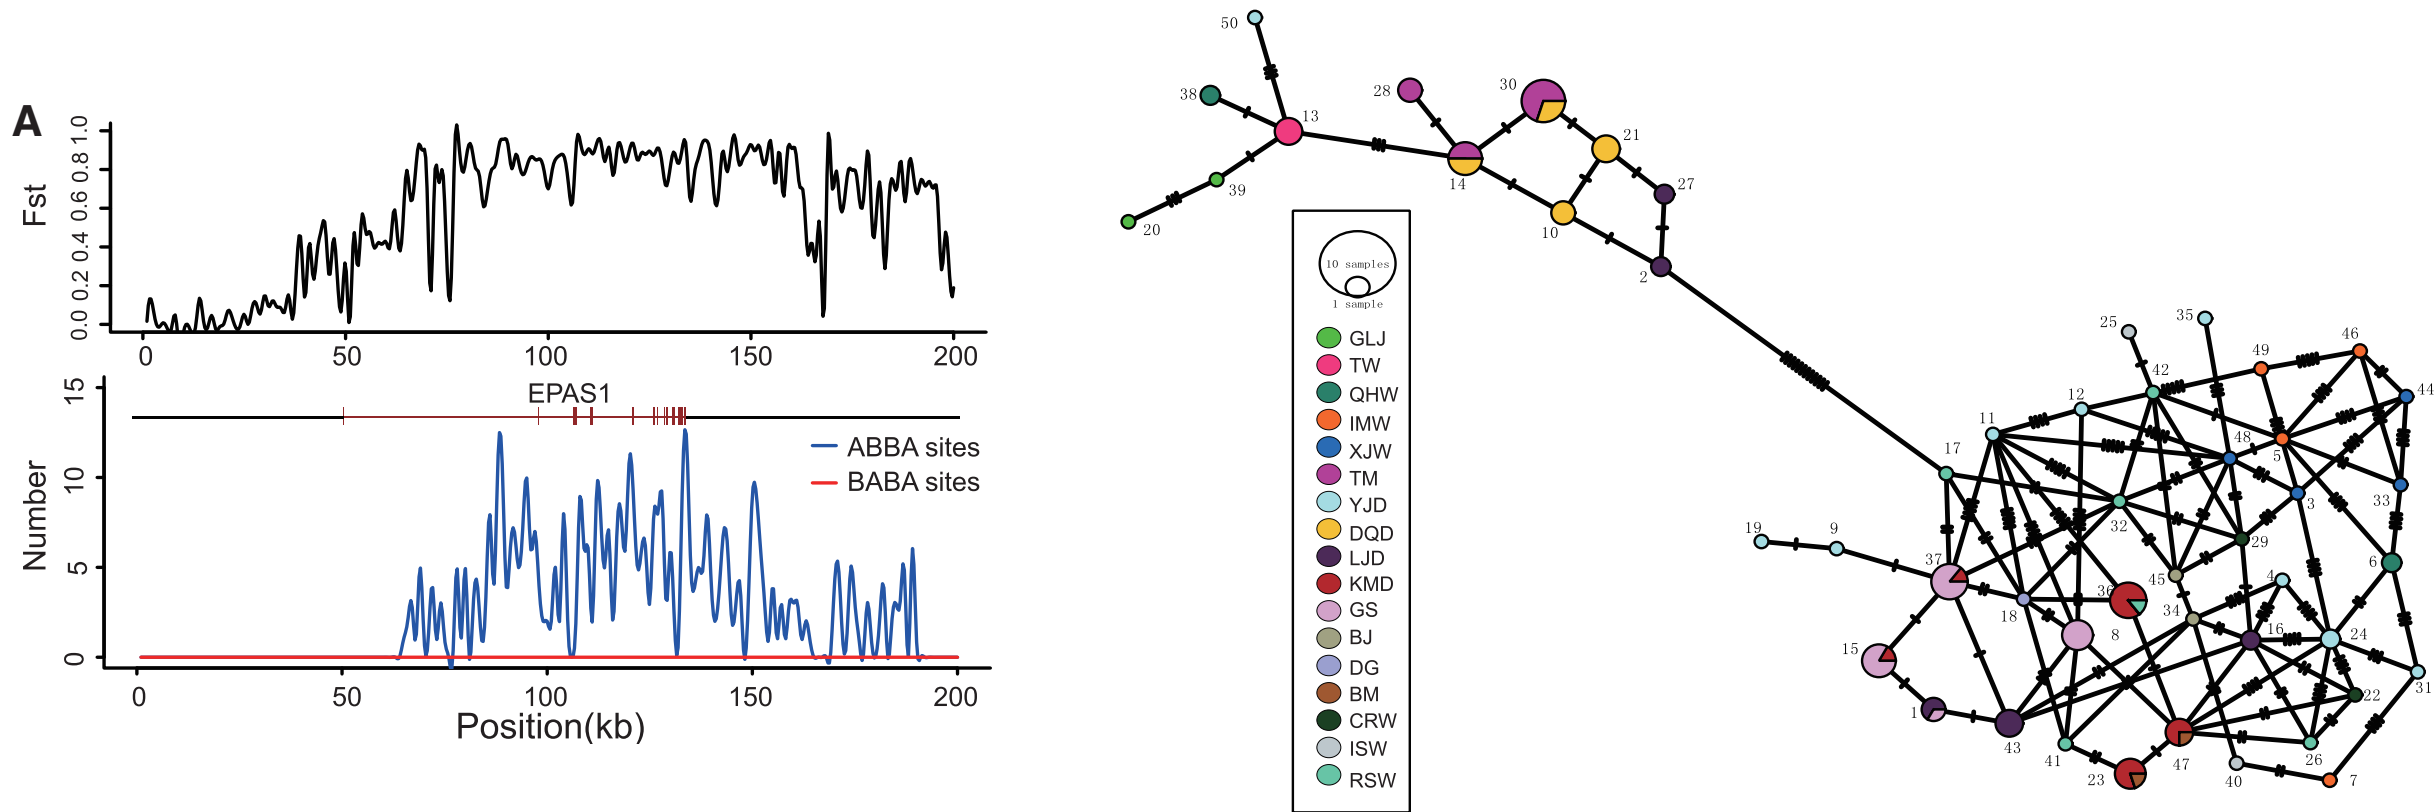 A
Fst
0.0 0.2 0.4 0.6 0.8 1.0
0 50 100 150 200
EPAS1
ABBA sites
BABA sites
Number
0 5 10 15
0 50 100 150 200
Position(kb)
50
38
13
39
20
28
14
30
21
10
27
2
10 samples
1 sample
GLJ
TW
QHW
IMW
XJW
TM
YJD
DQD
LJD
KMD
GS
BJ
DG
BM
CRW
ISW
RSW
25
35
46
49
42
44
12
11
48
5
17
33
3
32
19
9
29
37
6
45
4
36
18
34
8
16
24
15
31
22
1
43
41
47
26
23
40
7